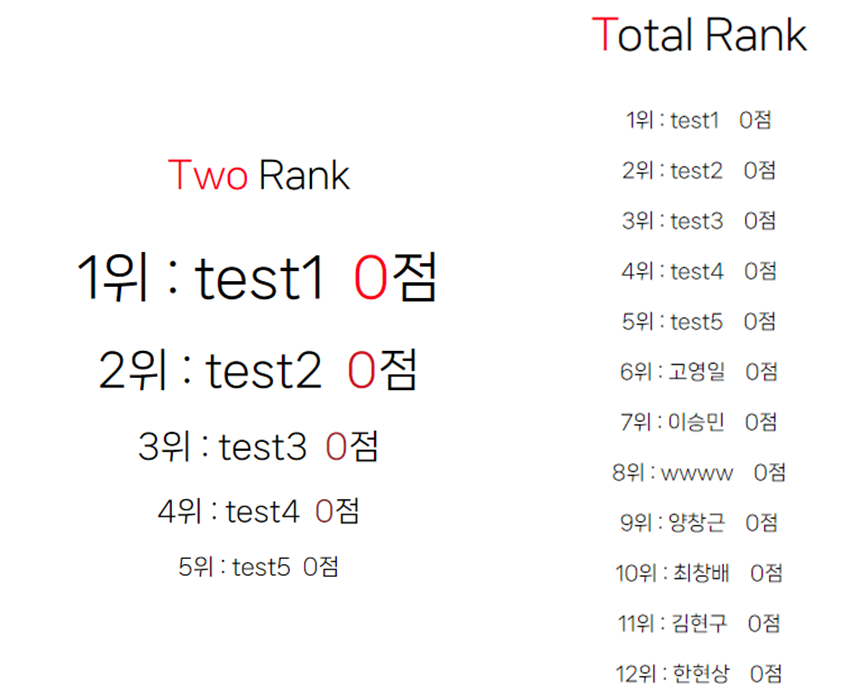 Two Rank
1위 : test1 0점
2위 : test2 0점
3위 : test3 0점
4위 : test4 0점
5위 : test5 0점
Total Rank
1위 : test1 0점
2위 : test2 0점
3위 : test3 0점
4위 : test4 0점
5위 : test5 0점
6위 : 고영일 0점
7위 : 이승민 0점
8위 : wwww 0점
9위 : 양창근 0점
10위 : 최창배 0점
11위 : 김현구 0점
12위 : 한현상 0점